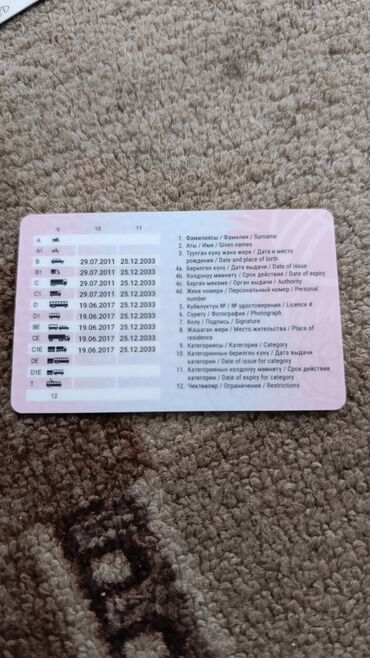 9 10 11
A
A1
B 29.07.2011 25.12.2033
B1 29.07.2011 25.12.2033
C 29.07.2011 25.12.2033
C1 29.07.2011 25.12.2033
D 19.06.2017 25.12.2033
D1 19.06.2017 25.12.2033
BE 19.06.2017 25.12.2033
CE 19.06.2017 25.12.2033
C1E 19.06.2017 25.12.2033
DE
D1E
T
12
1. Фамилиясы / Фамилия / Surname
2. Аты / Имя / Given names
3. Туулган күнү жана жери / Дата и место
рождения / Date and place of birth
4a. Берилген күнү / Дата выдачи / Date of issue
4b. Колдонуу мөөнөтү / Срок действия / Date of expiry
4c. Берген мекеме / Орган выдачи / Authority
4d. Жеке номери / Персональный номер / Personal
number
5. Күбөлүктүн № / № удостоверения / Licence #
6. Сүрөтү / Фотография / Photograph
7. Колу / Подпись / Signature
8. Жашаган жери / Место жительства / Place of
residence
9. Категориясы / Категория / Category
10. Категориянын берилген күнү / Дата выдачи
категории / Date of issue for category
11. Категориянын колдонуу мөөнөтү / Срок действия
категории / Date of expiry for category
12. Чектөөлөр / Ограничения / Restrictions